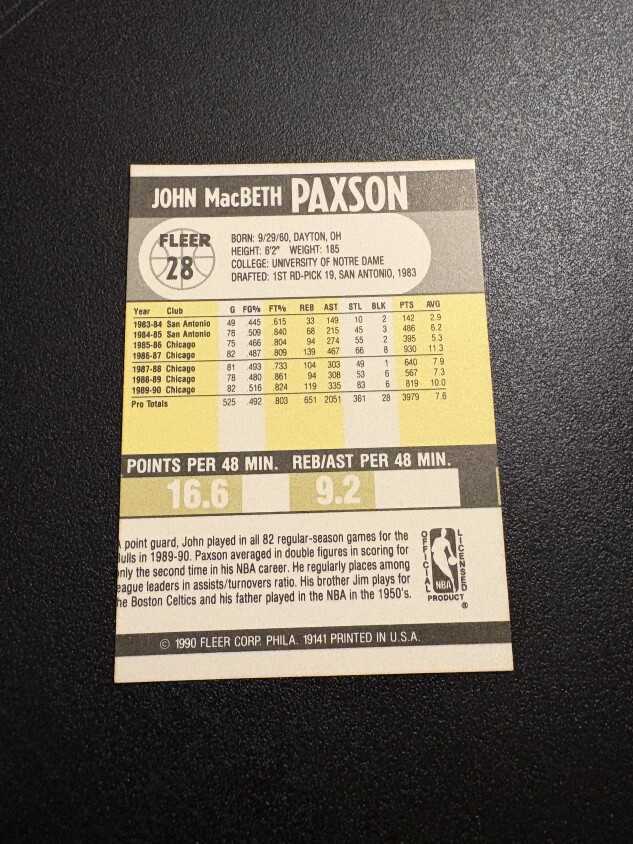 JOHN MacBETH PAXSON
FLEER
28
BORN: 9/29/60, DAYTON, OH
HEIGHT: 6'2" WEIGHT: 185
COLLEGE: UNIVERSITY OF NOTRE DAME
DRAFTED: 1ST RD-PICK 19, SAN ANTONIO, 1983
Year Club G FG% FT% REB AST STL BLK PTS AVG
1983-84 San Antonio 49 .445 .615 33 149 10 2 142 2.9
1984-85 San Antonio 78 .509 .840 68 215 45 3 486 6.2
1985-86 Chicago 75 .466 .804 94 274 55 2 395 5.3
1986-87 Chicago 82 .487 .809 139 467 66 8 930 11.3
1987-88 Chicago 81 .493 .733 104 303 49 1 640 7.9
1988-89 Chicago 78 .480 .861 94 308 53 6 567 7.3
1989-90 Chicago 82 .516 .824 119 335 83 6 819 10.0
Pro Totals 525 .492 .803 651 2051 361 28 3979 7.6
POINTS PER 48 MIN. REB/AST PER 48 MIN.
16.6 9.2
A point guard, John played in all 82 regular-season games for the
Bulls in 1989-90. Paxson averaged in double figures in scoring for
only the second time in his NBA career. He regularly places among
league leaders in assists/turnovers ratio. His brother Jim plays for
the Boston Celtics and his father played in the NBA in the 1950's.
OFFICIAL LICENSED
NBA
PRODUCT ®
© 1990 FLEER CORP. PHILA. 19141 PRINTED IN U.S.A.